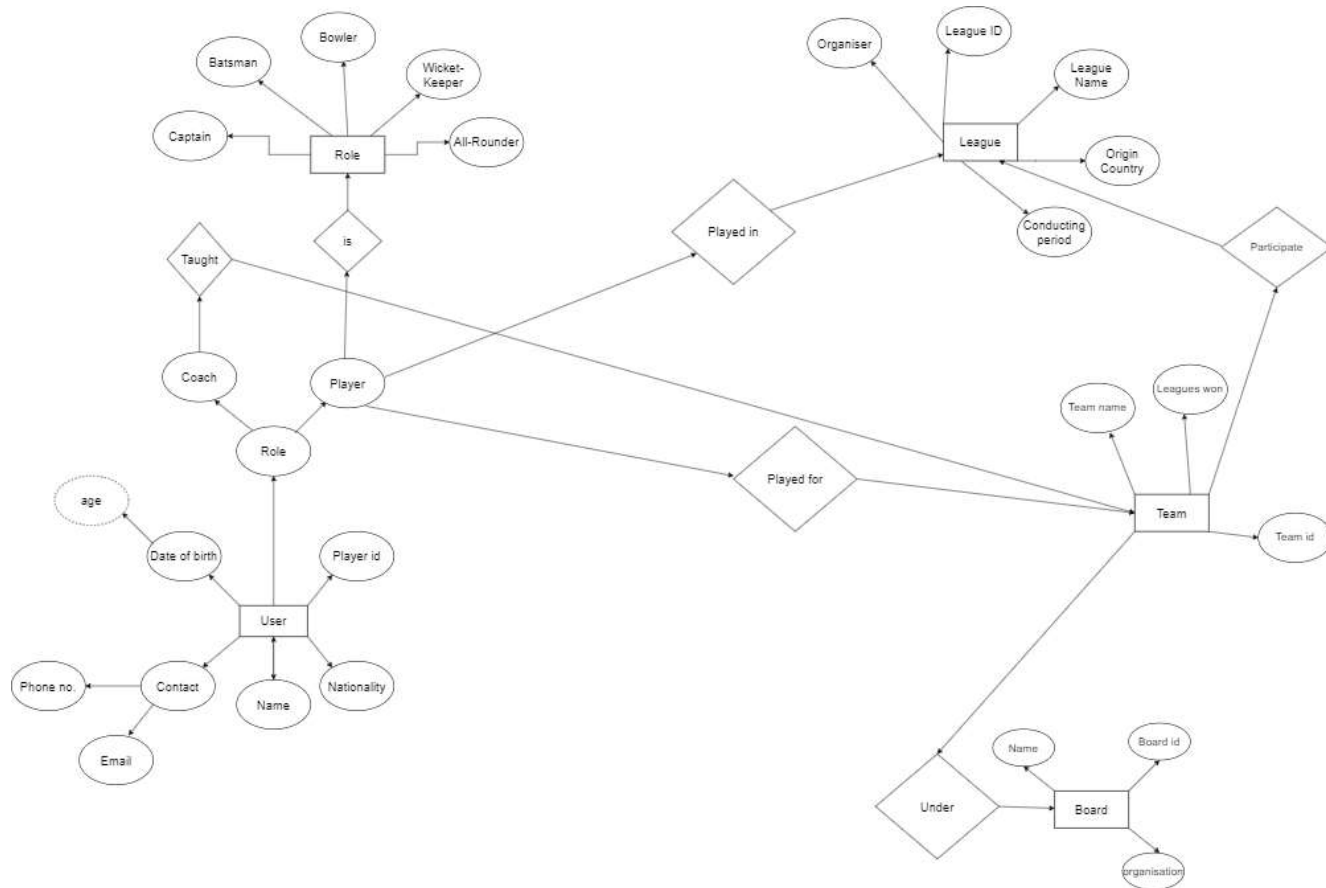 Bowler
League ID
Organiser
Batsman
Wicket-
Keeper
League
Name
Captain
All-Rounder
Role
League
Origin
Country
Played in
Conducting
period
is
Taught
Participate
Coach
Player
Leagues won
Team name
Role
Played for
age
Team
Date of birth
Player id
Team id
User
Phone no.
Contact
Nationality
Name
Email
Name
Board id
Under
Board
organisation